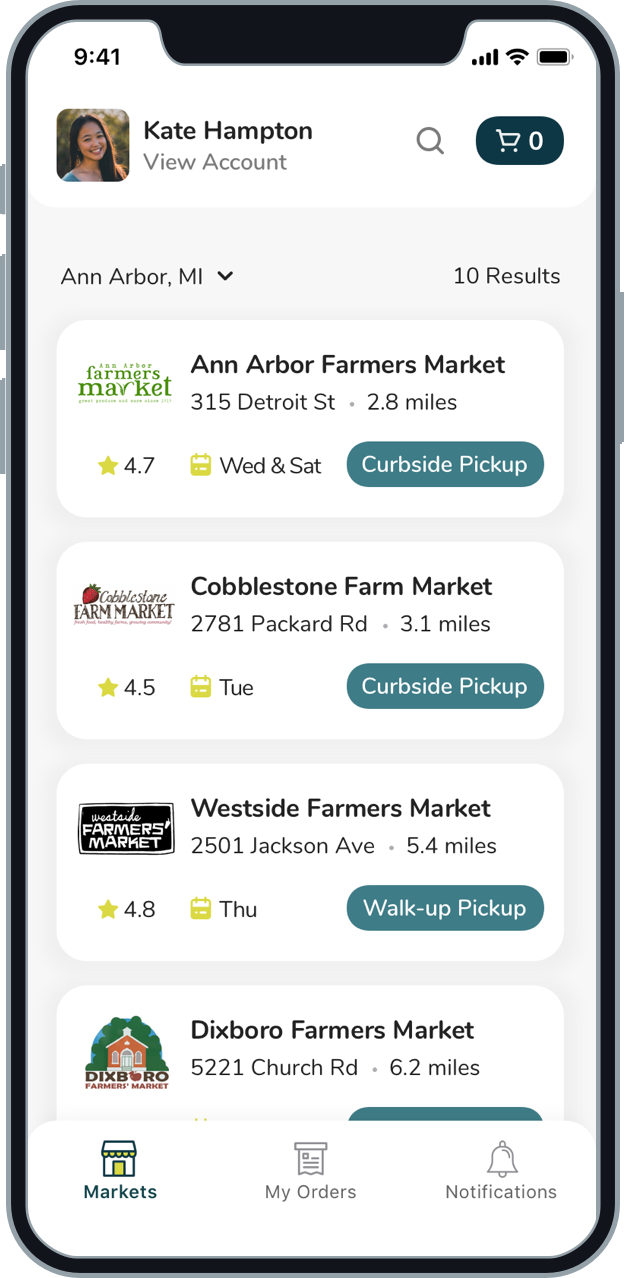 9:41
Kate Hampton
View Account
0
Ann Arbor, MI
10 Results
Ann Arbor
farmers
market
great produce and more since 1919
Ann Arbor Farmers Market
315 Detroit St • 2.8 miles
4.7
Wed & Sat
Curbside Pickup
Cobblestone
FARM MARKET
fresh food, healthy farms, growing community!
Cobblestone Farm Market
2781 Packard Rd • 3.1 miles
4.5
Tue
Curbside Pickup
westside
FARMERS'
MARKET
Westside Farmers Market
2501 Jackson Ave • 5.4 miles
4.8
Thu
Walk-up Pickup
DIXBORO
FARMERS' MARKET
Dixboro Farmers Market
5221 Church Rd • 6.2 miles
Markets
My Orders
Notifications